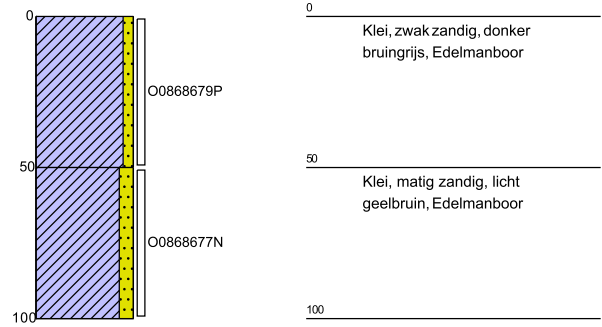 0
O0868679P
50
O0868677N
100
0
Klei, zwak zandig, donker
bruingrijs, Edelmanboor
50
Klei, matig zandig, licht
geelbruin, Edelmanboor
100